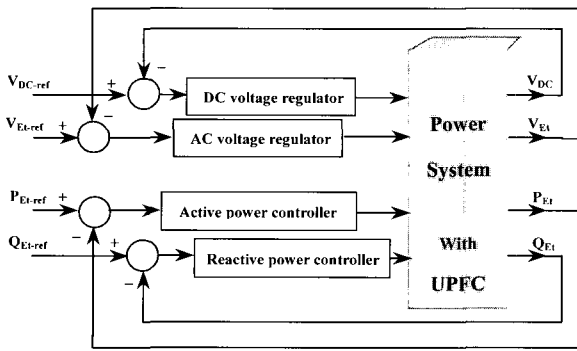 V_DC-ref
+
−
DC voltage regulator
V_DC
V_Et-ref
+
−
AC voltage regulator
V_Et
Power
System
With
UPFC
P_Et-ref
+
−
Active power controller
P_Et
Q_Et-ref
+
−
Reactive power controller
Q_Et